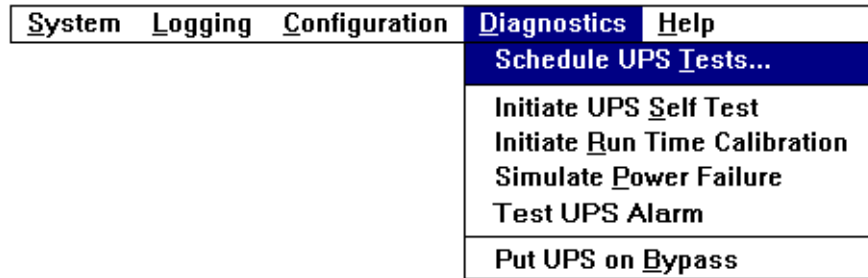 System Logging Configuration Diagnostics Help
Schedule UPS Tests...
Initiate UPS Self Test
Initiate Run Time Calibration
Simulate Power Failure
Test UPS Alarm
Put UPS on Bypass